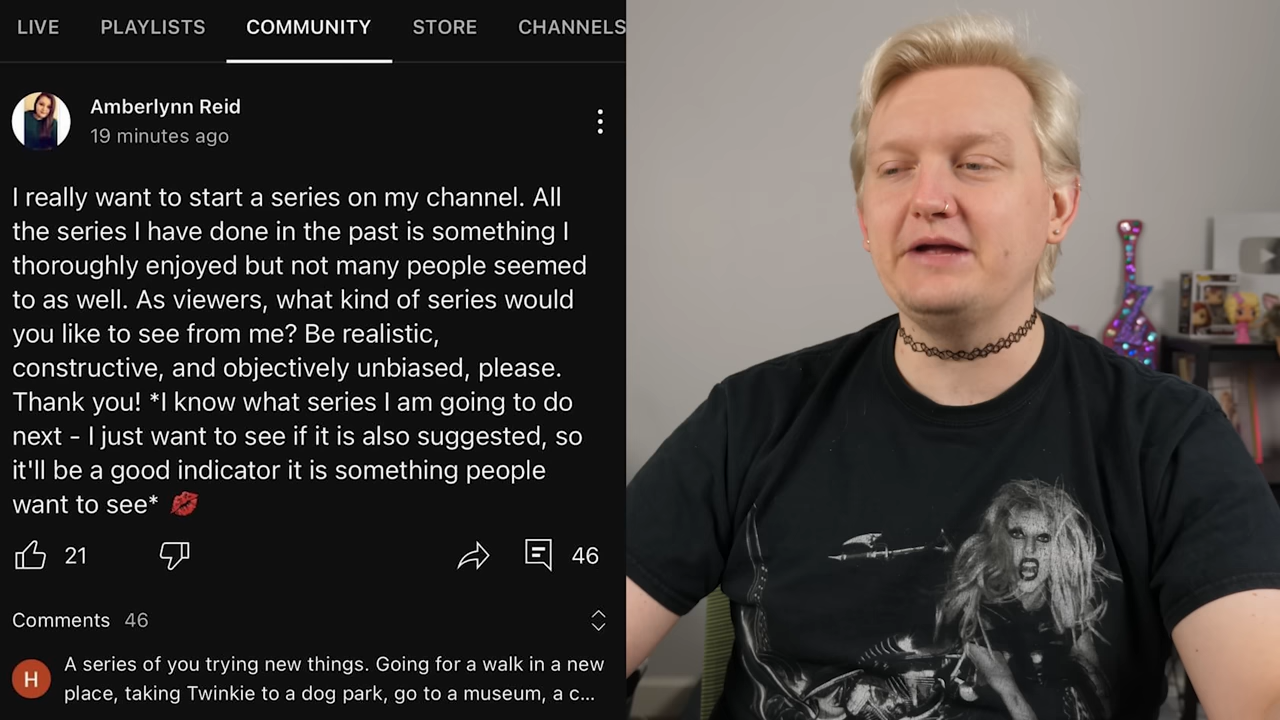 LIVE PLAYLISTS COMMUNITY STORE CHANNELS
Amberlynn Reid
19 minutes ago
I really want to start a series on my channel. All
the series I have done in the past is something I
thoroughly enjoyed but not many people seemed
to as well. As viewers, what kind of series would
you like to see from me? Be realistic,
constructive, and objectively unbiased, please.
Thank you! *I know what series I am going to do
next - I just want to see if it is also suggested, so
it'll be a good indicator it is something people
want to see* 💋
21 46
Comments 46
H
A series of you trying new things. Going for a walk in a new
place, taking Twinkie to a dog park, go to a museum, a c...